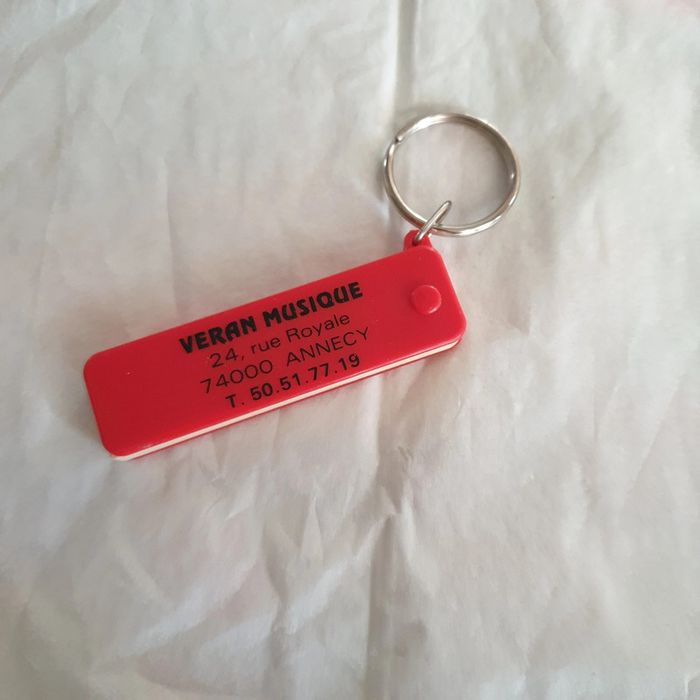 VERAN MUSIQUE
24, rue Royale
74000 ANNECY
T. 50.51.77.19